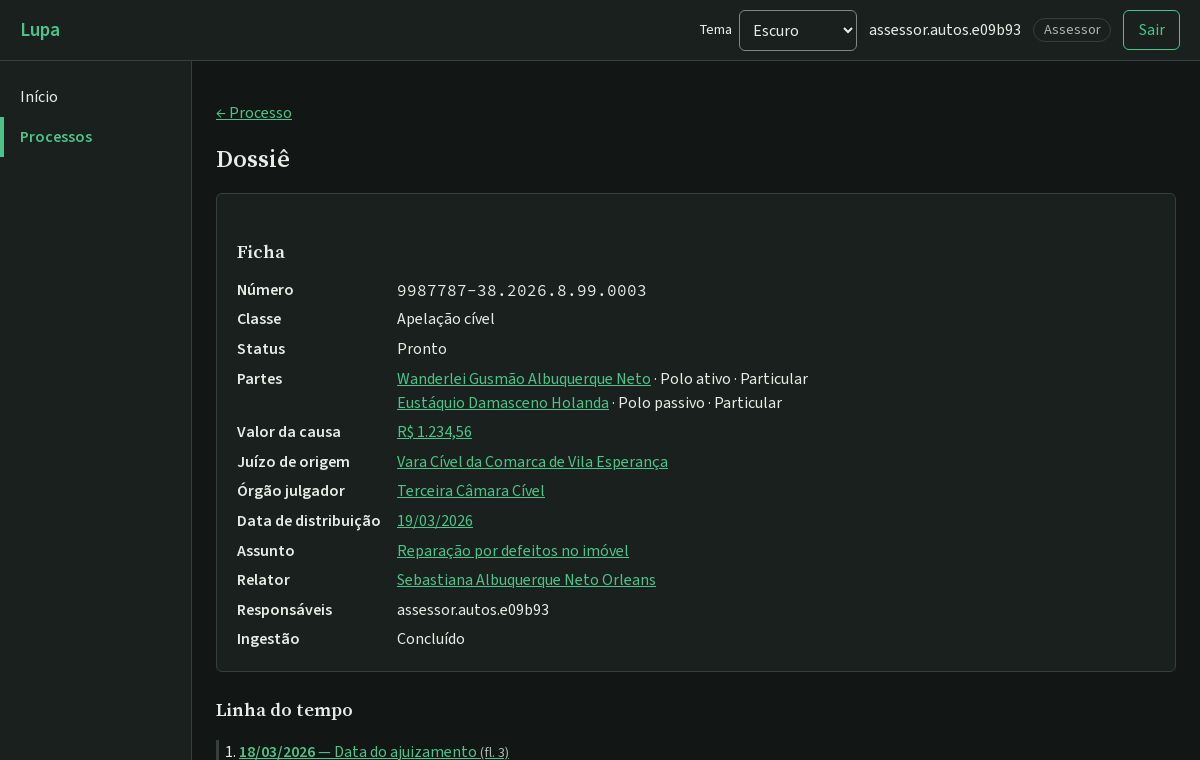 Lupa
Tema Escuro assessor.autos.e09b93 Assessor Sair
Início
Processos
← Processo
Dossiê
Ficha
Número 9987787-38.2026.8.99.0003
Classe Apelação cível
Status Pronto
Partes Wanderlei Gusmão Albuquerque Neto · Polo ativo · Particular
Eustáquio Damasceno Holanda · Polo passivo · Particular
Valor da causa R$ 1.234,56
Juízo de origem Vara Cível da Comarca de Vila Esperança
Órgão julgador Terceira Câmara Cível
Data de distribuição 19/03/2026
Assunto Reparação por defeitos no imóvel
Relator Sebastiana Albuquerque Neto Orleans
Responsáveis assessor.autos.e09b93
Ingestão Concluído
Linha do tempo
1. 18/03/2026 — Data do ajuizamento (fl. 3)